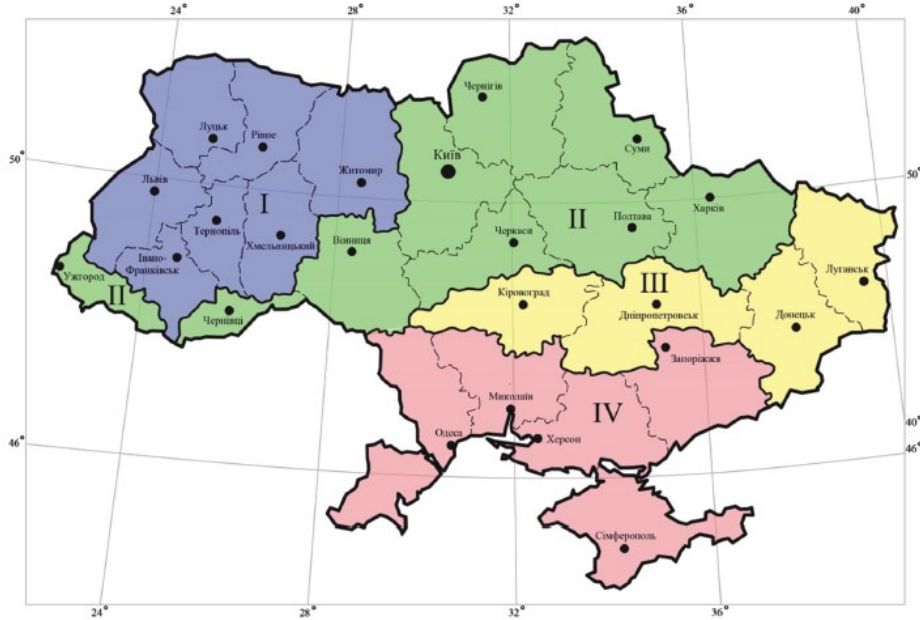 24°
28°
32°
36°
40°
Чернігів
Луцьк
Рівне
Суми
50°
Київ
50°
Житомир
Львів
I
Харків
Тернопіль
II
Полтава
Хмельницький
Вінниця
Черкаси
Івано-
Франківськ
Ужгород
Луганськ
II
III
Кіровоград
Чернівці
Дніпропетровськ
Донецьк
Запоріжжя
Миколаїв
IV
40°
Одеса
Херсон
46°
46°
Сімферополь
24°
28°
32°
36°